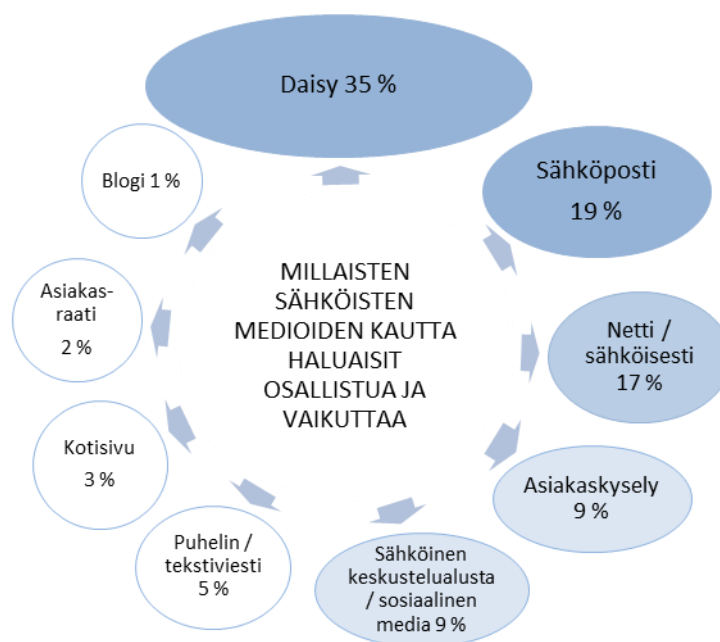 Daisy 35 %
Sähköposti
19 %
Netti /
sähköisesti
17 %
Asiakaskysely
9 %
Sähköinen
keskustelualusta
/ sosiaalinen
media 9 %
Puhelin /
tekstiviesti
5 %
Kotisivu
3 %
Asiakas-
raati
2 %
Blogi 1 %
MILLAISTEN
SÄHKÖISTEN
MEDIOIDEN KAUTTA
HALUAISIT
OSALLISTUA JA
VAIKUTTAA